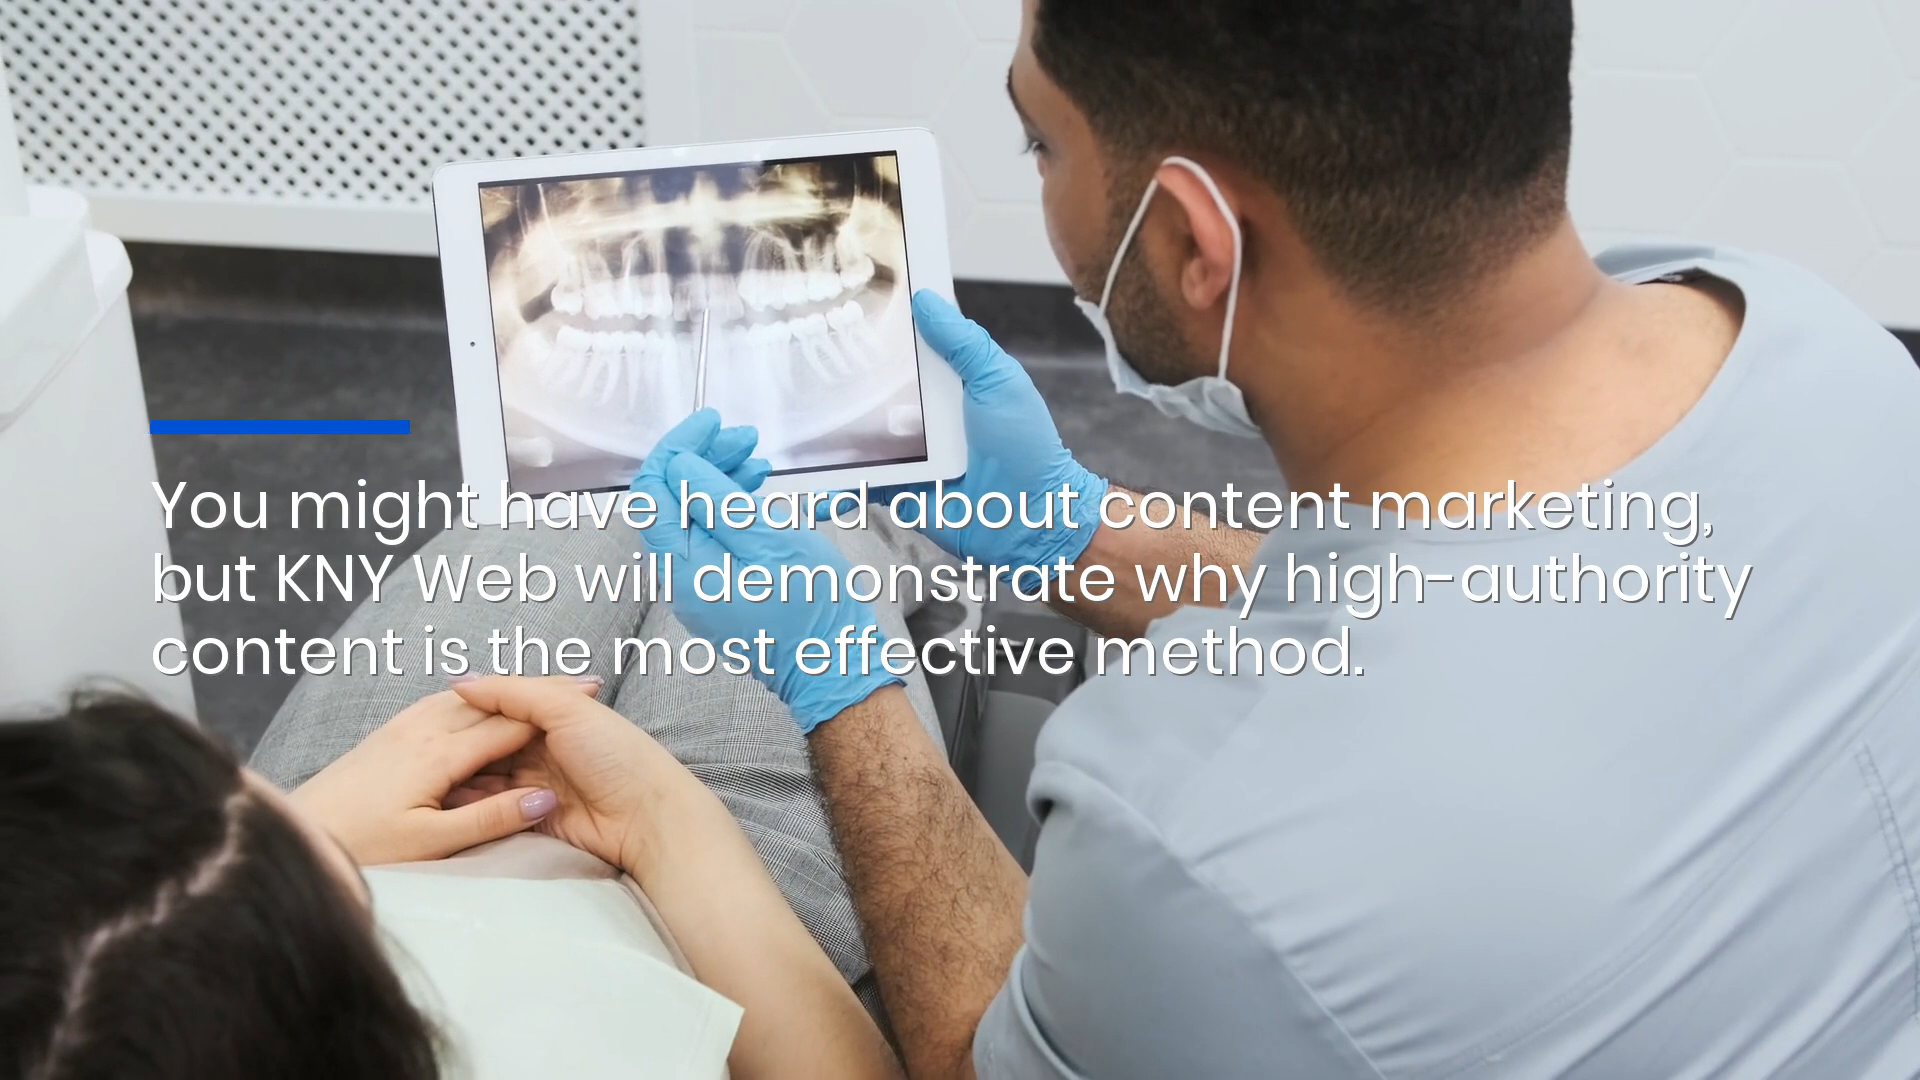 You might have heard about content marketing,
but KNY Web will demonstrate why high-authority
content is the most effective method.